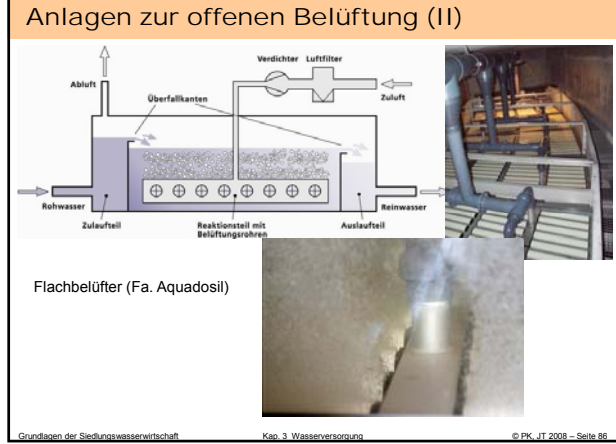 Anlagen zur offenen Belüftung (II)
Verdichter Luftfilter
Abluft
Zuluft
Überfallkanten
Rohwasser
Reinwasser
Zulaufteil
Reaktionsteil mit
Belüftungsrohren
Auslaufteil
Flachbelüfter (Fa. Aquadosil)
Grundlagen der Siedlungswasserwirtschaft Kap. 3 Wasserversorgung © PK, JT 2008 – Seite 86